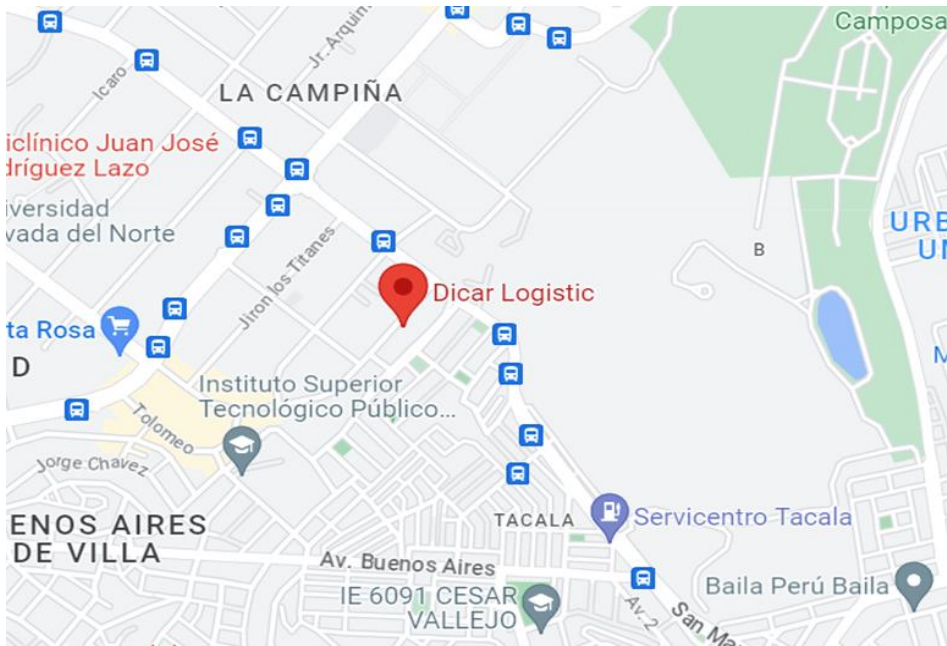 Camposa
Jr. Arquim
Icaro
LA CAMPIÑA
iclínico Juan José
dríguez Lazo
iversidad
vada del Norte
URB
UN
B
Jiron los Titanes
Dicar Logistic
ta Rosa
D
M
Instituto Superior
Tecnológico Público...
Tolomeo
Jorge Chavez
ENOS AIRES
DE VILLA
TACALA
Servicentro Tacala
Av. Buenos Aires
IE 6091 CESAR
VALLEJO
Av. 2
San Ma
Baila Perú Baila